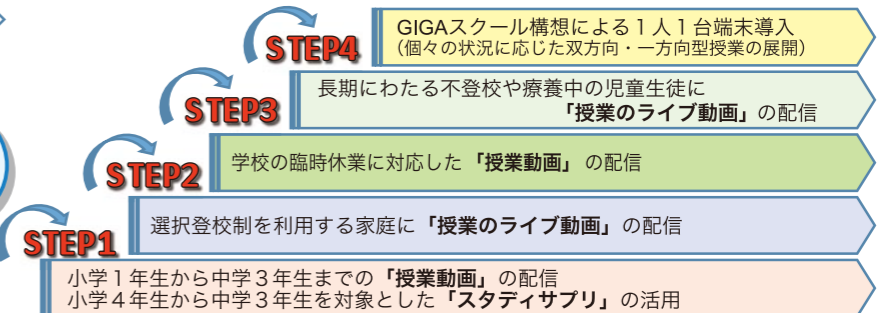 STEP4
GIGAスクール構想による１人１台端末導入
（個々の状況に応じた双方向・一方向型授業の展開）
STEP3
長期にわたる不登校や療養中の児童生徒に
「授業のライブ動画」の配信
STEP2
学校の臨時休業に対応した「授業動画」の配信
STEP1
選択登校制を利用する家庭に「授業のライブ動画」の配信
小学１年生から中学３年生までの「授業動画」の配信
小学４年生から中学３年生を対象とした「スタディサプリ」の活用